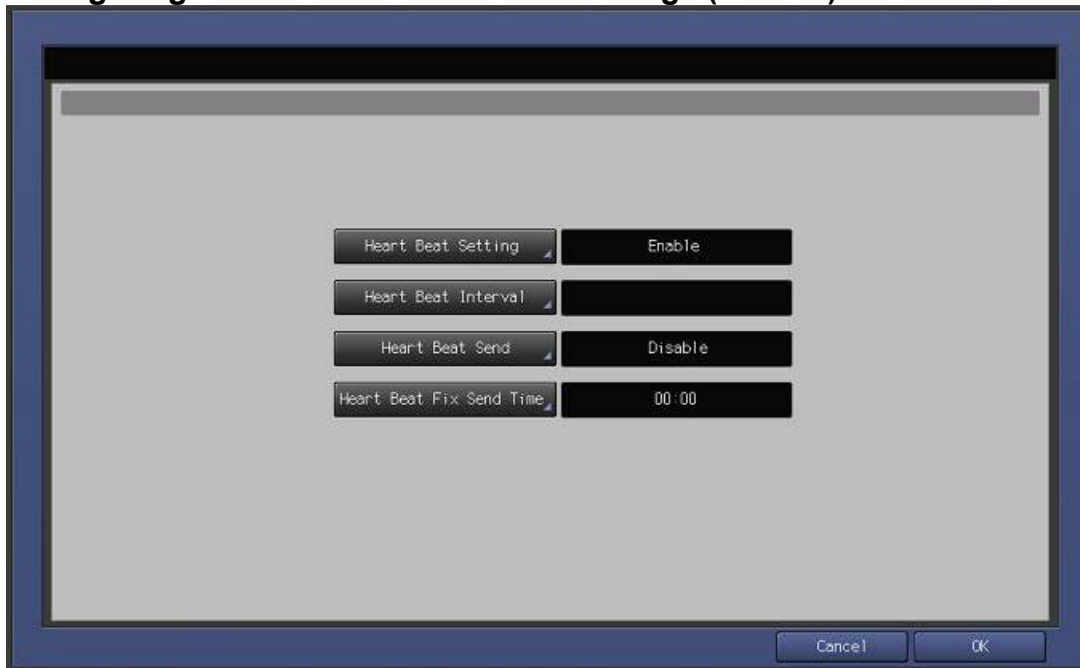 Heart Beat Setting Enable
Heart Beat Interval
Heart Beat Send Disable
Heart Beat Fix Send Time 00:00
Cancel OK